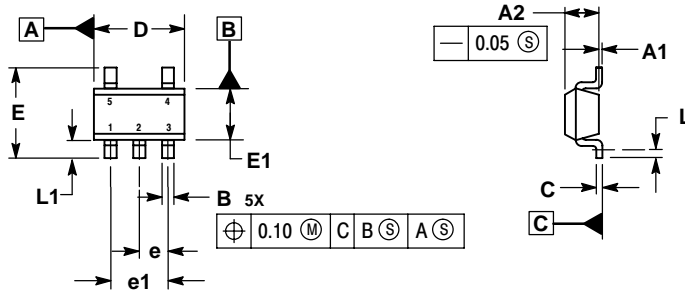 A2
A
D
B
— 0.05 Ⓢ
A1
E
5 4
1 2 3
L
E1
L1
B 5X
C
⌖ 0.10 Ⓜ C B Ⓢ A Ⓢ
C
e
e1